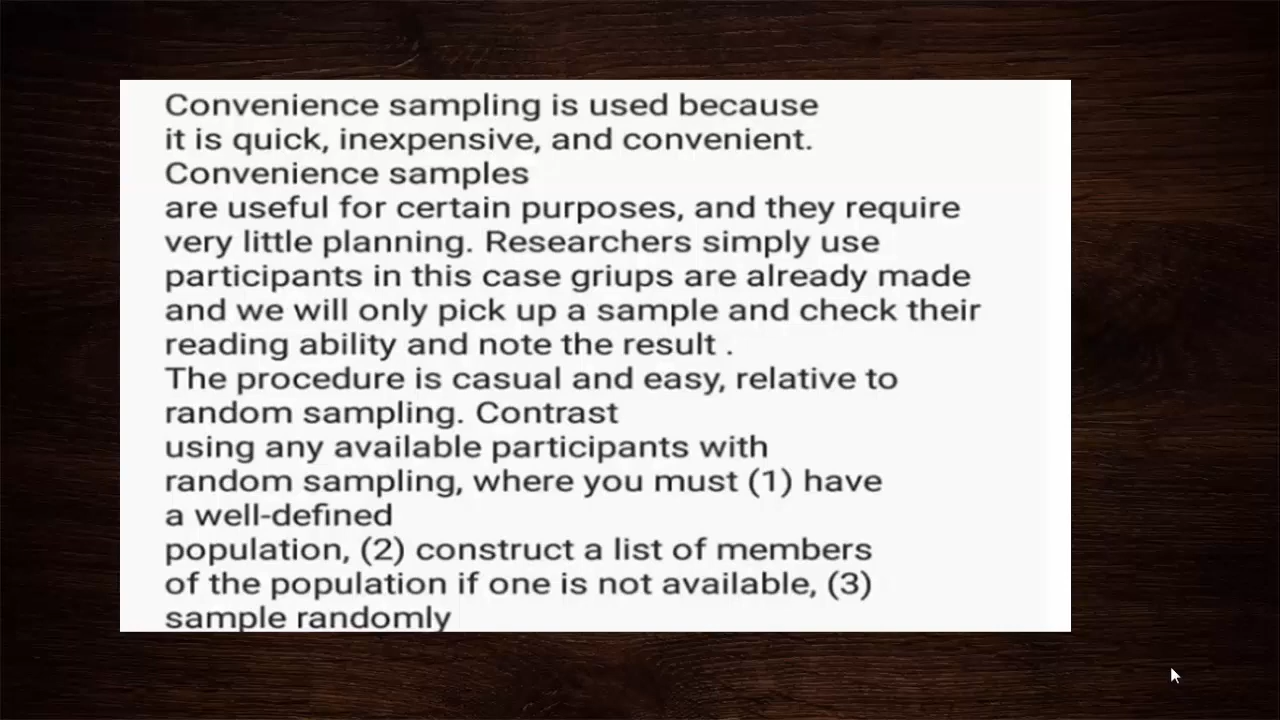 Convenience sampling is used because
it is quick, inexpensive, and convenient.
Convenience samples
are useful for certain purposes, and they require
very little planning. Researchers simply use
participants in this case griups are already made
and we will only pick up a sample and check their
reading ability and note the result .
The procedure is casual and easy, relative to
random sampling. Contrast
using any available participants with
random sampling, where you must (1) have
a well-defined
population, (2) construct a list of members
of the population if one is not available, (3)
sample randomly